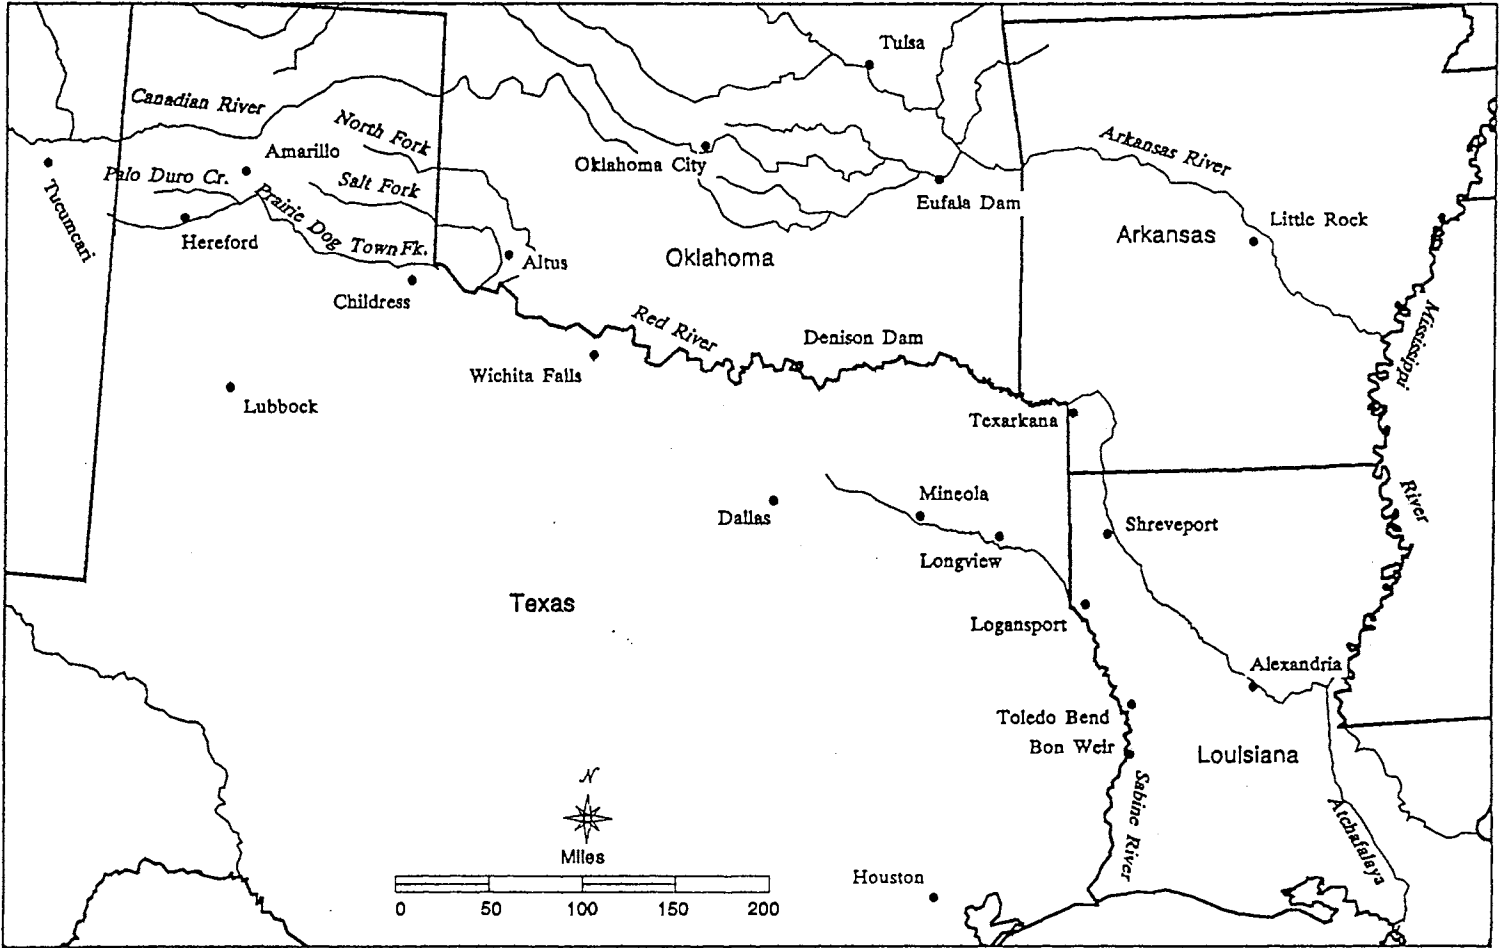 Tulsa
Canadian River
North Fork
Arkansas River
Amarillo
Oklahoma City
Palo Duro Cr.
Salt Fork
Tucumcari
Prairie Dog Town Fk.
Eufala Dam
Little Rock
Arkansas
Hereford
Oklahoma
Altus
Childress
Red River
Denison Dam
Mississippi
River
Wichita Falls
Lubbock
Texarkana
Mineola
Dallas
Shreveport
Longview
Texas
Logansport
Alexandria
Toledo Bend
Bon Weir
Louisiana
Sabine River
Atchafalaya
N
Miles
0 50 100 150 200
Houston